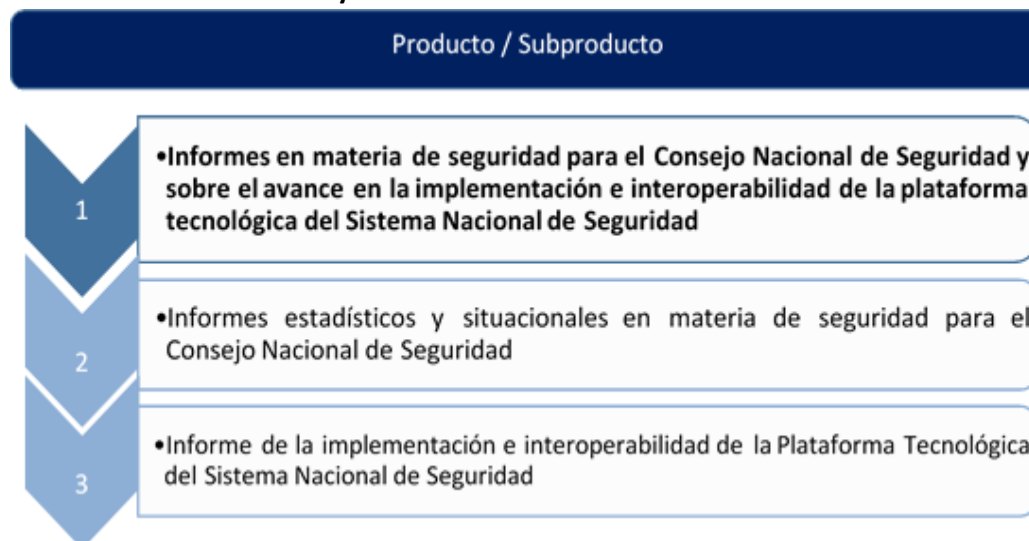 Producto / Subproducto
1
•Informes en materia de seguridad para el Consejo Nacional de Seguridad y
sobre el avance en la implementación e interoperabilidad de la plataforma
tecnológica del Sistema Nacional de Seguridad
2
•Informes estadísticos y situacionales en materia de seguridad para el
Consejo Nacional de Seguridad
3
•Informe de la implementación e interoperabilidad de la Plataforma Tecnológica
del Sistema Nacional de Seguridad